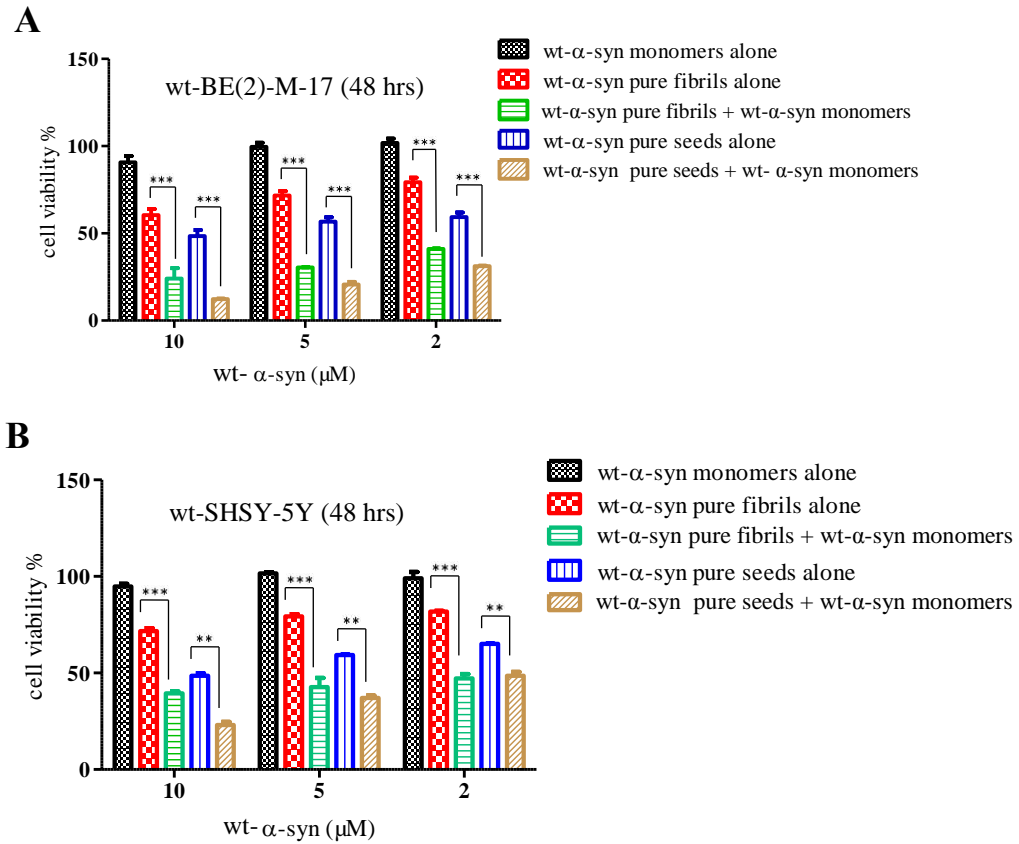 A
150
100
50
0
cell viability %
wt-BE(2)-M-17 (48 hrs)
***
***
***
***
***
***
10
5
2
wt- α-syn (µM)
wt-α-syn monomers alone
wt-α-syn pure fibrils alone
wt-α-syn pure fibrils + wt-α-syn monomers
wt-α-syn pure seeds alone
wt-α-syn pure seeds + wt- α-syn monomers
B
150
100
50
0
cell viability %
wt-SHSY-5Y (48 hrs)
***
**
***
**
***
**
10
5
2
wt- α-syn (µM)
wt-α-syn monomers alone
wt-α-syn pure fibrils alone
wt-α-syn pure fibrils + wt-α-syn monomers
wt-α-syn pure seeds alone
wt-α-syn pure seeds + wt-α-syn monomers